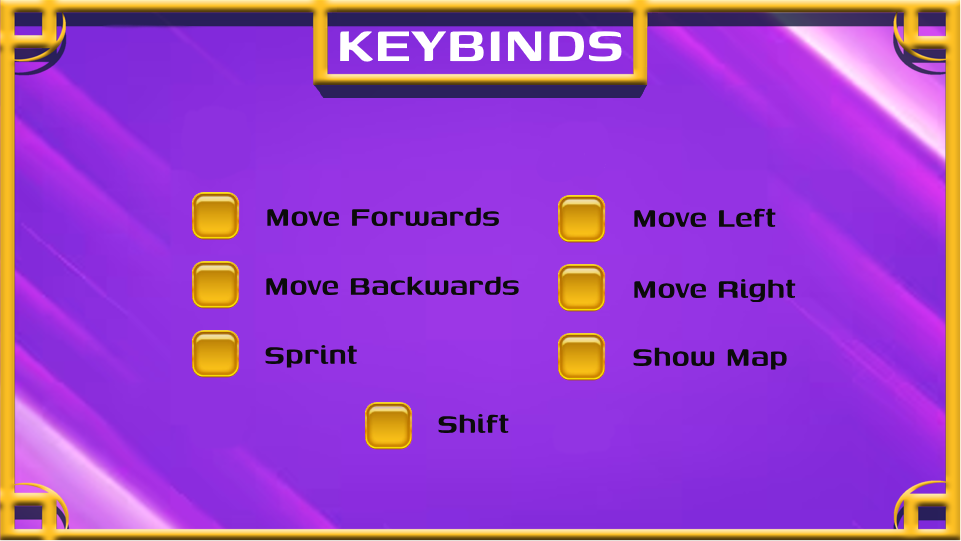 KEYBINDS
Move Forwards
Move Left
Move Backwards
Move Right
Sprint
Show Map
Shift